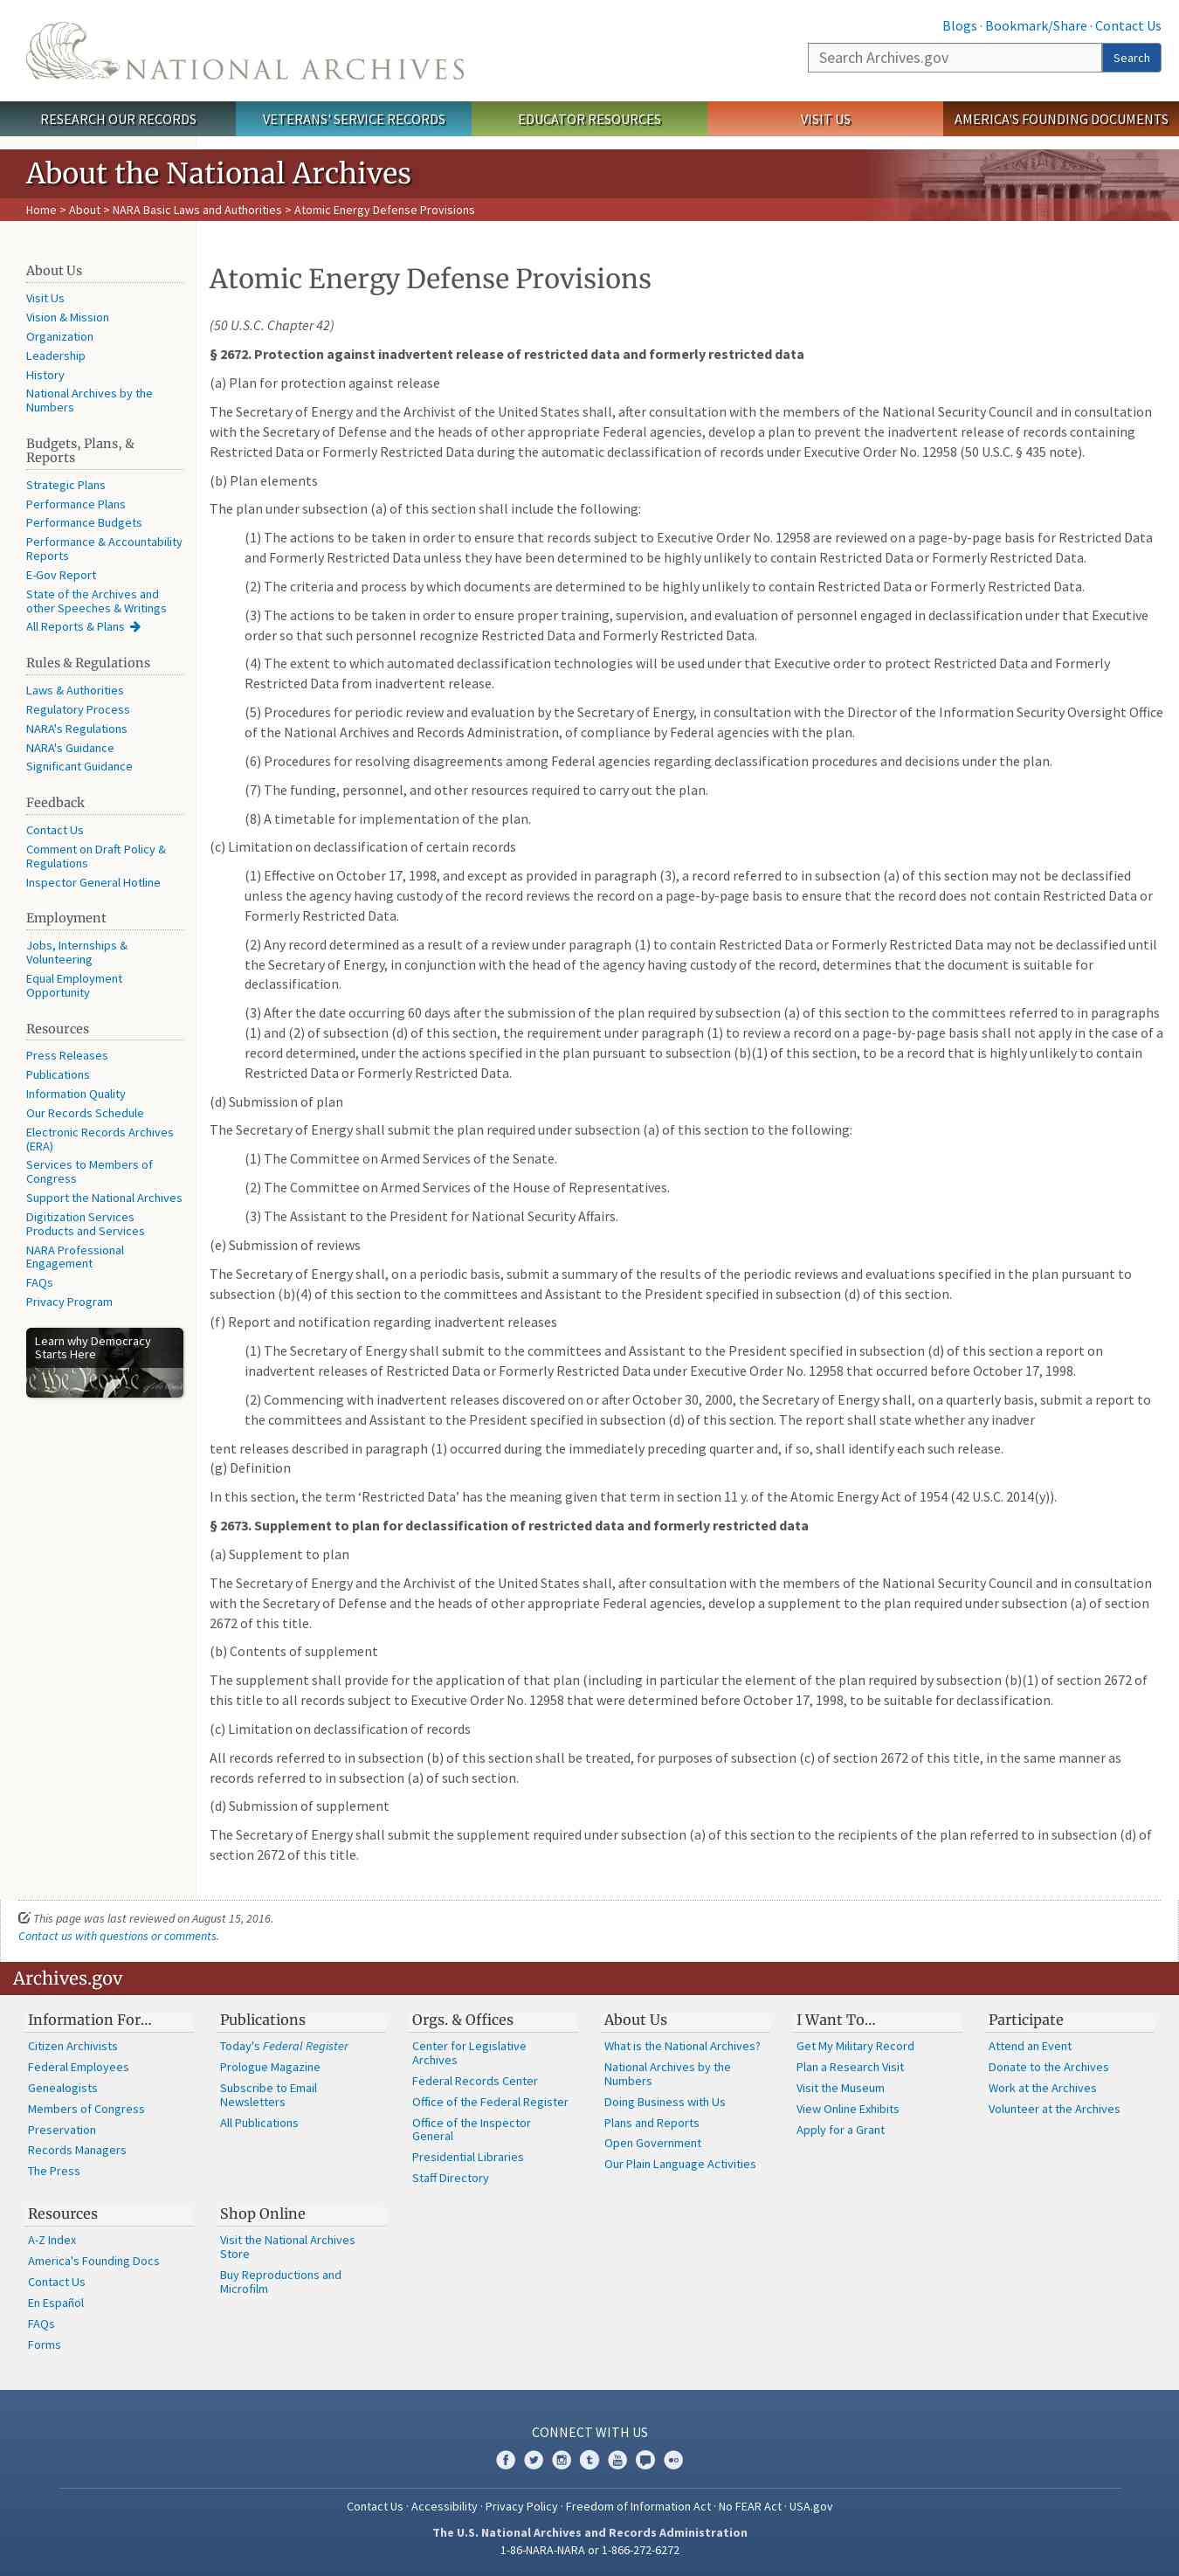 Blogs · Bookmark/Share · Contact Us
NATIONAL ARCHIVES
Search Archives.gov
Search
RESEARCH OUR RECORDS
VETERANS' SERVICE RECORDS
EDUCATOR RESOURCES
VISIT US
AMERICA'S FOUNDING DOCUMENTS
About the National Archives
Home > About > NARA Basic Laws and Authorities > Atomic Energy Defense Provisions
About Us
Visit Us
Vision & Mission
Organization
Leadership
History
National Archives by the
Numbers
Budgets, Plans, &
Reports
Strategic Plans
Performance Plans
Performance Budgets
Performance & Accountability
Reports
E-Gov Report
State of the Archives and
other Speeches & Writings
All Reports & Plans
Rules & Regulations
Laws & Authorities
Regulatory Process
NARA's Regulations
NARA's Guidance
Significant Guidance
Feedback
Contact Us
Comment on Draft Policy &
Regulations
Inspector General Hotline
Employment
Jobs, Internships &
Volunteering
Equal Employment
Opportunity
Resources
Press Releases
Publications
Information Quality
Our Records Schedule
Electronic Records Archives
(ERA)
Services to Members of
Congress
Support the National Archives
Digitization Services
Products and Services
NARA Professional
Engagement
FAQs
Privacy Program
Learn why Democracy
Starts Here
e the People
Atomic Energy Defense Provisions
(50 U.S.C. Chapter 42)
§ 2672. Protection against inadvertent release of restricted data and formerly restricted data
(a) Plan for protection against release
The Secretary of Energy and the Archivist of the United States shall, after consultation with the members of the National Security Council and in consultation
with the Secretary of Defense and the heads of other appropriate Federal agencies, develop a plan to prevent the inadvertent release of records containing
Restricted Data or Formerly Restricted Data during the automatic declassification of records under Executive Order No. 12958 (50 U.S.C. § 435 note).
(b) Plan elements
The plan under subsection (a) of this section shall include the following:
(1) The actions to be taken in order to ensure that records subject to Executive Order No. 12958 are reviewed on a page-by-page basis for Restricted Data
and Formerly Restricted Data unless they have been determined to be highly unlikely to contain Restricted Data or Formerly Restricted Data.
(2) The criteria and process by which documents are determined to be highly unlikely to contain Restricted Data or Formerly Restricted Data.
(3) The actions to be taken in order to ensure proper training, supervision, and evaluation of personnel engaged in declassification under that Executive
order so that such personnel recognize Restricted Data and Formerly Restricted Data.
(4) The extent to which automated declassification technologies will be used under that Executive order to protect Restricted Data and Formerly
Restricted Data from inadvertent release.
(5) Procedures for periodic review and evaluation by the Secretary of Energy, in consultation with the Director of the Information Security Oversight Office
of the National Archives and Records Administration, of compliance by Federal agencies with the plan.
(6) Procedures for resolving disagreements among Federal agencies regarding declassification procedures and decisions under the plan.
(7) The funding, personnel, and other resources required to carry out the plan.
(8) A timetable for implementation of the plan.
(c) Limitation on declassification of certain records
(1) Effective on October 17, 1998, and except as provided in paragraph (3), a record referred to in subsection (a) of this section may not be declassified
unless the agency having custody of the record reviews the record on a page-by-page basis to ensure that the record does not contain Restricted Data or
Formerly Restricted Data.
(2) Any record determined as a result of a review under paragraph (1) to contain Restricted Data or Formerly Restricted Data may not be declassified until
the Secretary of Energy, in conjunction with the head of the agency having custody of the record, determines that the document is suitable for
declassification.
(3) After the date occurring 60 days after the submission of the plan required by subsection (a) of this section to the committees referred to in paragraphs
(1) and (2) of subsection (d) of this section, the requirement under paragraph (1) to review a record on a page-by-page basis shall not apply in the case of a
record determined, under the actions specified in the plan pursuant to subsection (b)(1) of this section, to be a record that is highly unlikely to contain
Restricted Data or Formerly Restricted Data.
(d) Submission of plan
The Secretary of Energy shall submit the plan required under subsection (a) of this section to the following:
(1) The Committee on Armed Services of the Senate.
(2) The Committee on Armed Services of the House of Representatives.
(3) The Assistant to the President for National Security Affairs.
(e) Submission of reviews
The Secretary of Energy shall, on a periodic basis, submit a summary of the results of the periodic reviews and evaluations specified in the plan pursuant to
subsection (b)(4) of this section to the committees and Assistant to the President specified in subsection (d) of this section.
(f) Report and notification regarding inadvertent releases
(1) The Secretary of Energy shall submit to the committees and Assistant to the President specified in subsection (d) of this section a report on
inadvertent releases of Restricted Data or Formerly Restricted Data under Executive Order No. 12958 that occurred before October 17, 1998.
(2) Commencing with inadvertent releases discovered on or after October 30, 2000, the Secretary of Energy shall, on a quarterly basis, submit a report to
the committees and Assistant to the President specified in subsection (d) of this section. The report shall state whether any inadver
tent releases described in paragraph (1) occurred during the immediately preceding quarter and, if so, shall identify each such release.
(g) Definition
In this section, the term ‘Restricted Data’ has the meaning given that term in section 11 y. of the Atomic Energy Act of 1954 (42 U.S.C. 2014(y)).
§ 2673. Supplement to plan for declassification of restricted data and formerly restricted data
(a) Supplement to plan
The Secretary of Energy and the Archivist of the United States shall, after consultation with the members of the National Security Council and in consultation
with the Secretary of Defense and the heads of other appropriate Federal agencies, develop a supplement to the plan required under subsection (a) of section
2672 of this title.
(b) Contents of supplement
The supplement shall provide for the application of that plan (including in particular the element of the plan required by subsection (b)(1) of section 2672 of
this title to all records subject to Executive Order No. 12958 that were determined before October 17, 1998, to be suitable for declassification.
(c) Limitation on declassification of records
All records referred to in subsection (b) of this section shall be treated, for purposes of subsection (c) of section 2672 of this title, in the same manner as
records referred to in subsection (a) of such section.
(d) Submission of supplement
The Secretary of Energy shall submit the supplement required under subsection (a) of this section to the recipients of the plan referred to in subsection (d) of
section 2672 of this title.
This page was last reviewed on August 15, 2016.
Contact us with questions or comments.
Archives.gov
Information For…
Citizen Archivists
Federal Employees
Genealogists
Members of Congress
Preservation
Records Managers
The Press
Publications
Today's Federal Register
Prologue Magazine
Subscribe to Email
Newsletters
All Publications
Orgs. & Offices
Center for Legislative
Archives
Federal Records Center
Office of the Federal Register
Office of the Inspector
General
Presidential Libraries
Staff Directory
About Us
What is the National Archives?
National Archives by the
Numbers
Doing Business with Us
Plans and Reports
Open Government
Our Plain Language Activities
I Want To…
Get My Military Record
Plan a Research Visit
Visit the Museum
View Online Exhibits
Apply for a Grant
Participate
Attend an Event
Donate to the Archives
Work at the Archives
Volunteer at the Archives
Resources
A-Z Index
America's Founding Docs
Contact Us
En Español
FAQs
Forms
Shop Online
Visit the National Archives
Store
Buy Reproductions and
Microfilm
CONNECT WITH US
Contact Us · Accessibility · Privacy Policy · Freedom of Information Act · No FEAR Act · USA.gov
The U.S. National Archives and Records Administration
1-86-NARA-NARA or 1-866-272-6272